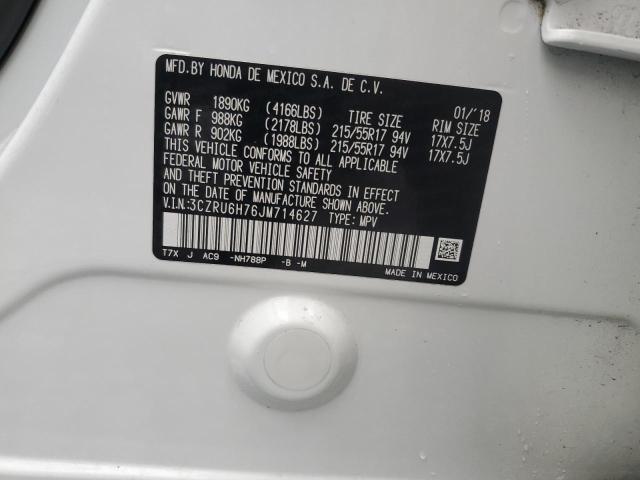 MFD.BY HONDA DE MEXICO S.A. DE C.V.
01/'18
GVWR 1890KG (4166LBS) TIRE SIZE RIM SIZE
GAWR F 988KG (2178LBS) 215/55R17 94V 17X7.5J
GAWR R 902KG (1988LBS) 215/55R17 94V 17X7.5J
THIS VEHICLE CONFORMS TO ALL APPLICABLE
FEDERAL MOTOR VEHICLE SAFETY
AND THEFT PREVENTION STANDARDS IN EFFECT
ON THE DATE OF MANUFACTURE SHOWN ABOVE.
V.I.N:3CZRU6H76JM714627 TYPE: MPV
T7X J AC9 -NH788P -B -M
MADE IN MEXICO